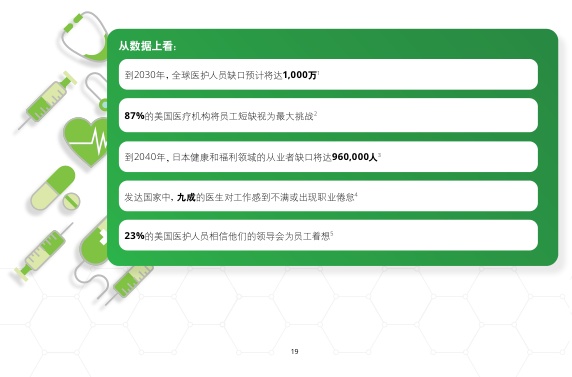 从数据上看：
到2030年，全球医护人员缺口预计将达1,000万¹
87%的美国医疗机构将员工短缺视为最大挑战²
到2040年，日本健康和福利领域的从业者缺口将达960,000人³
发达国家中，九成的医生对工作感到不满或出现职业倦怠⁴
23%的美国医护人员相信他们的领导会为员工着想⁵
19